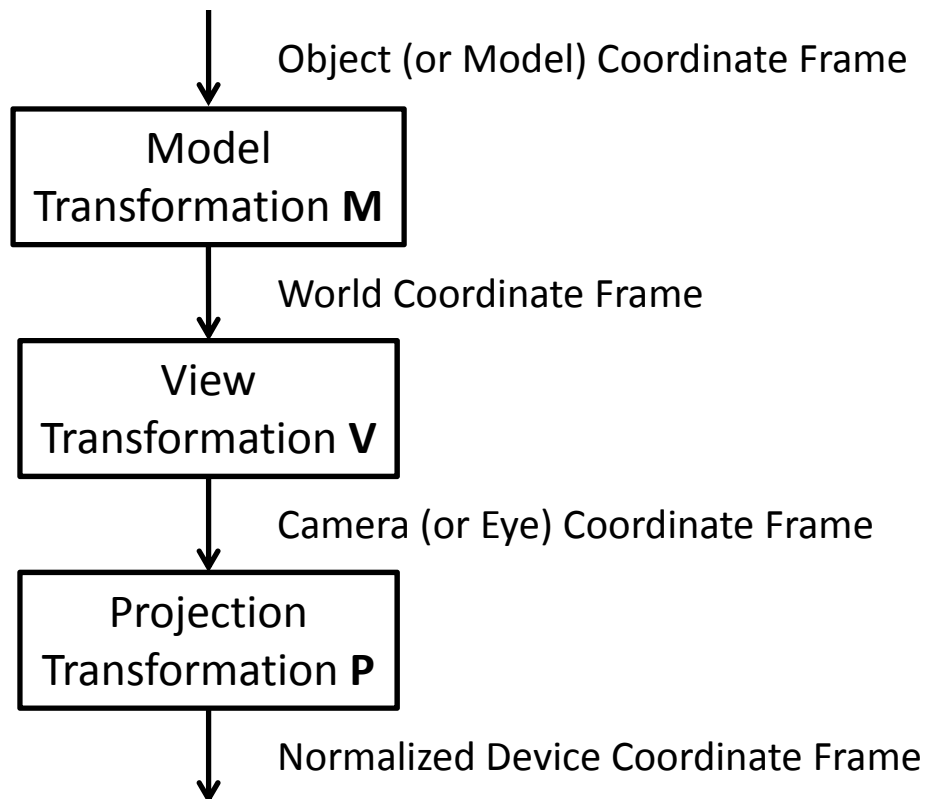 Object (or Model) Coordinate Frame
Model
Transformation M
World Coordinate Frame
View
Transformation V
Camera (or Eye) Coordinate Frame
Projection
Transformation P
Normalized Device Coordinate Frame